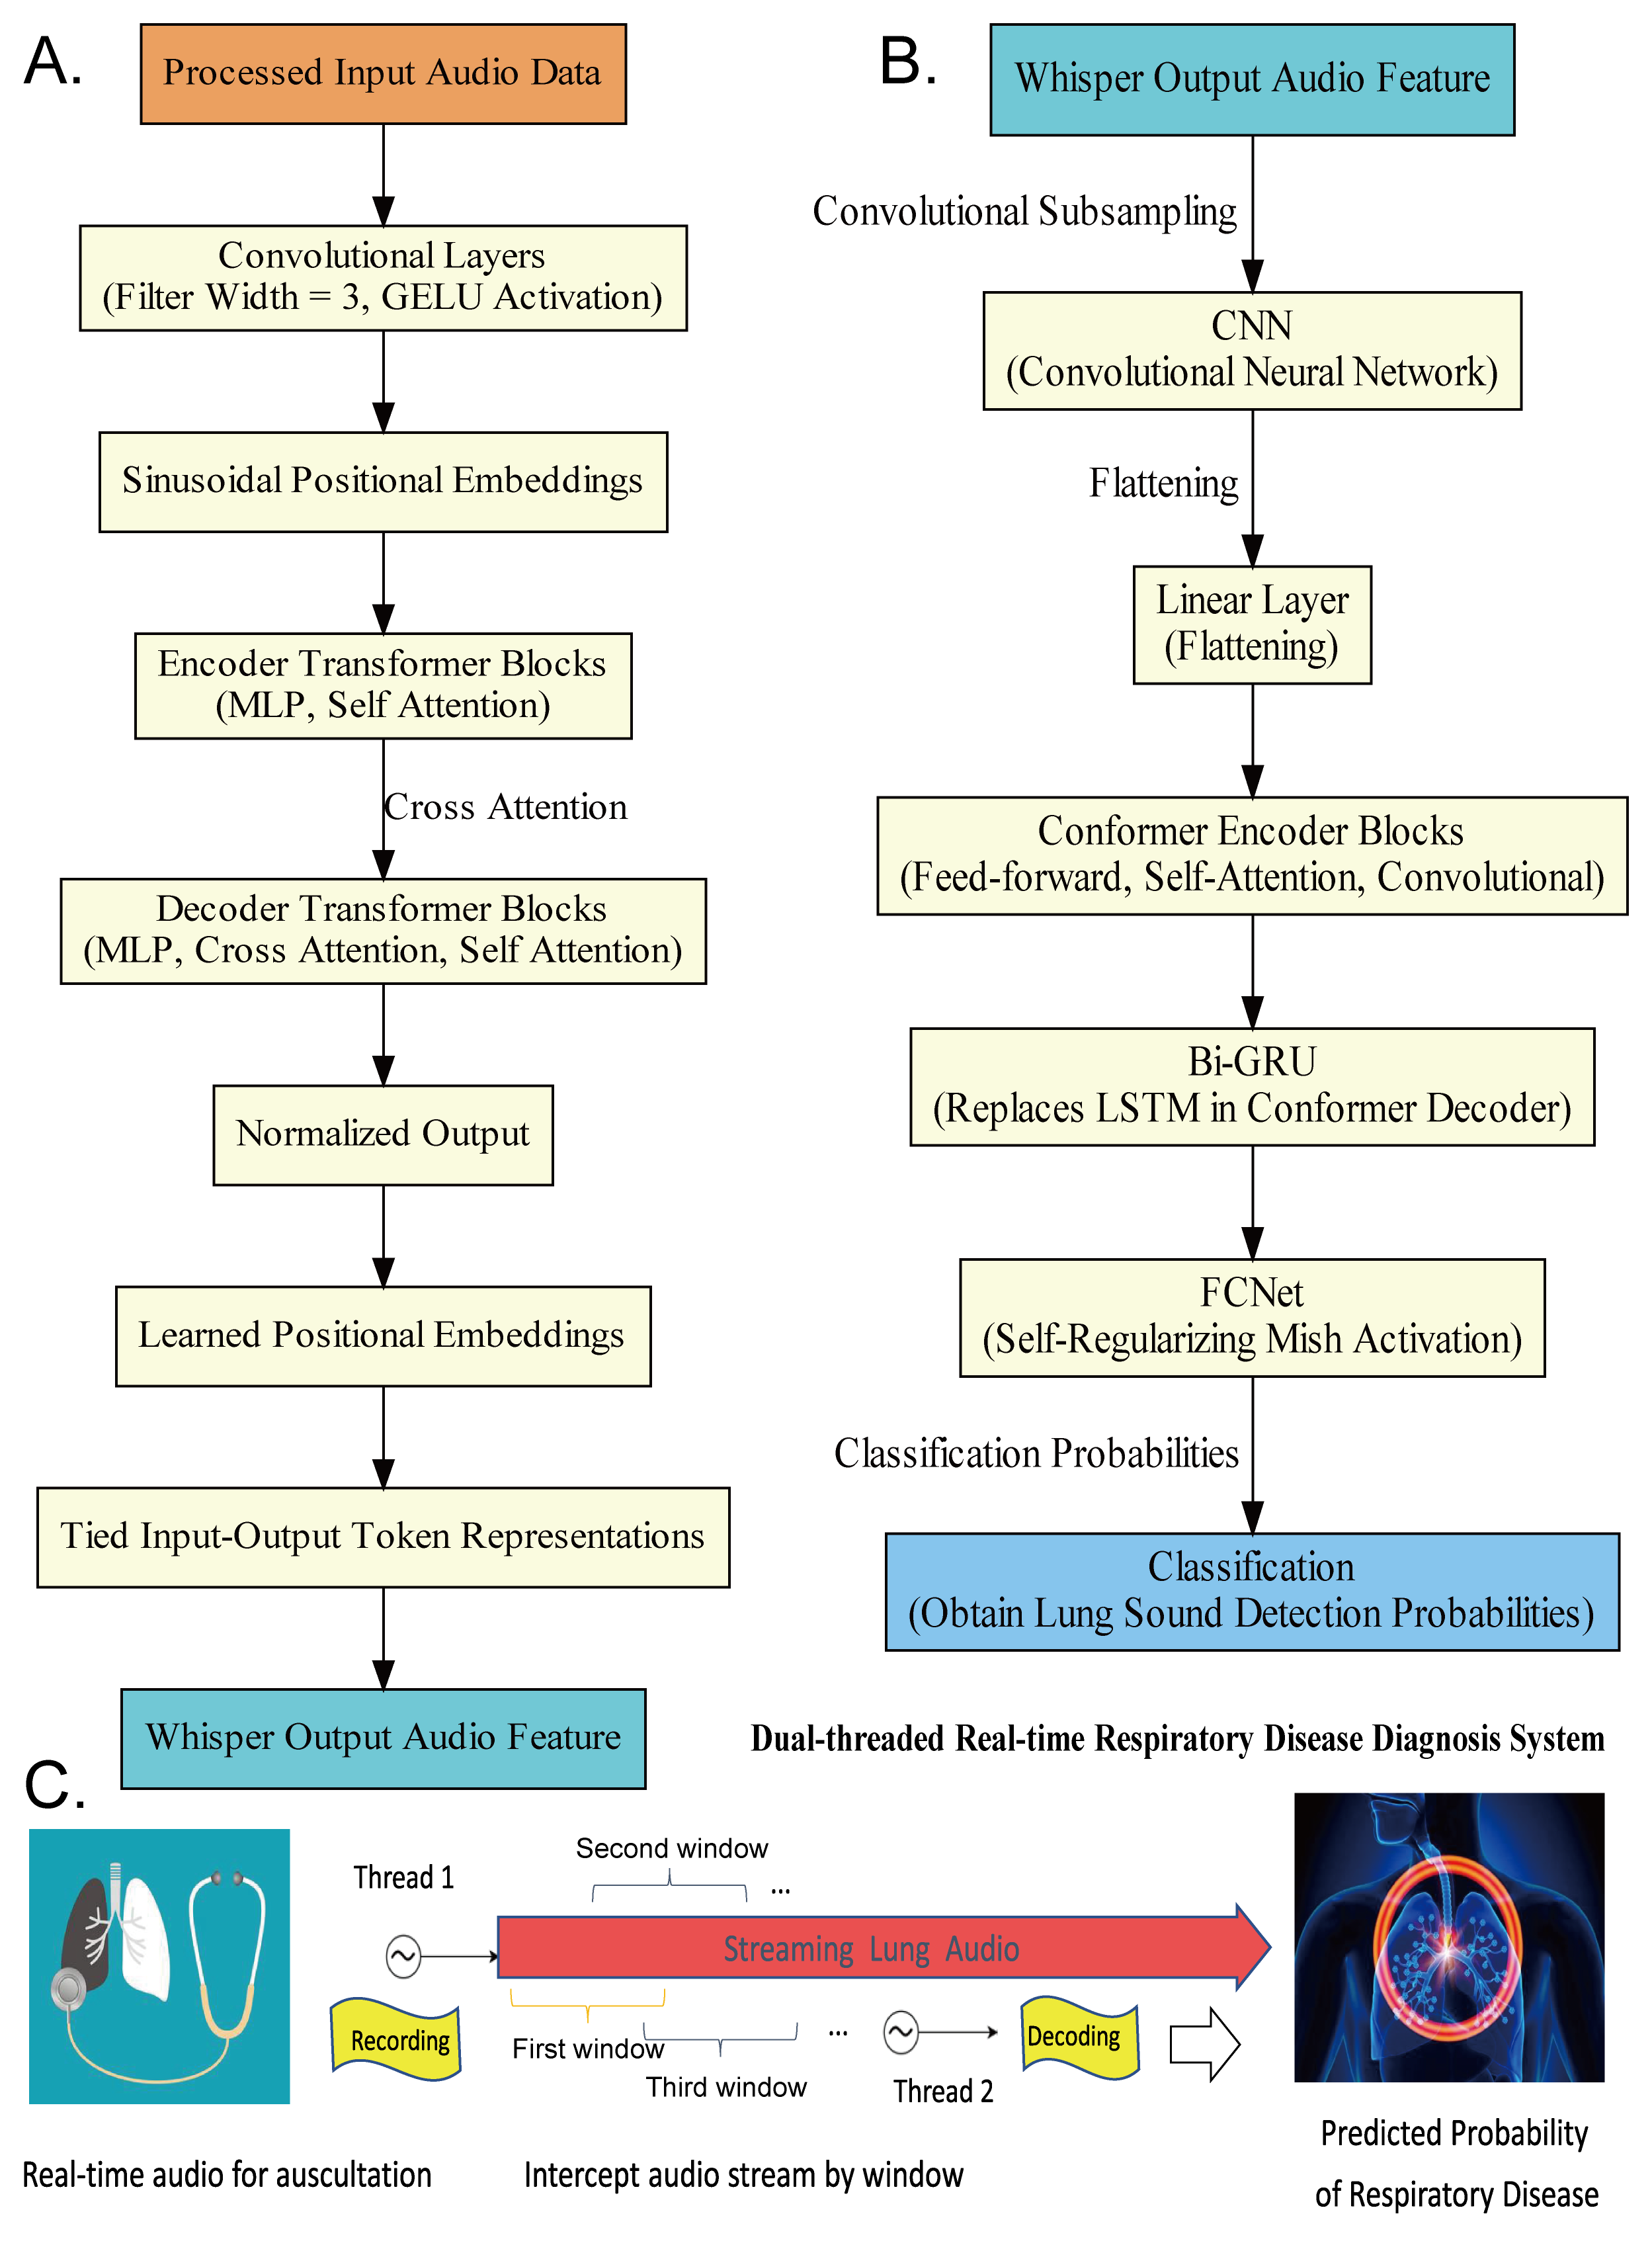 A.
Processed Input Audio Data
Convolutional Layers
(Filter Width = 3, GELU Activation)
Sinusoidal Positional Embeddings
Encoder Transformer Blocks
(MLP, Self Attention)
Cross Attention
Decoder Transformer Blocks
(MLP, Cross Attention, Self Attention)
Normalized Output
Learned Positional Embeddings
Tied Input-Output Token Representations
Whisper Output Audio Feature
B.
Whisper Output Audio Feature
Convolutional Subsampling
CNN
(Convolutional Neural Network)
Flattening
Linear Layer
(Flattening)
Conformer Encoder Blocks
(Feed-forward, Self-Attention, Convolutional)
Bi-GRU
(Replaces LSTM in Conformer Decoder)
FCNet
(Self-Regularizing Mish Activation)
Classification Probabilities
Classification
(Obtain Lung Sound Detection Probabilities)
C.
Dual-threaded Real-time Respiratory Disease Diagnosis System
Second window
...
Thread 1
Streaming Lung Audio
Recording
First window
Third window
...
Thread 2
Decoding
Real-time audio for auscultation
Intercept audio stream by window
Predicted Probability
of Respiratory Disease